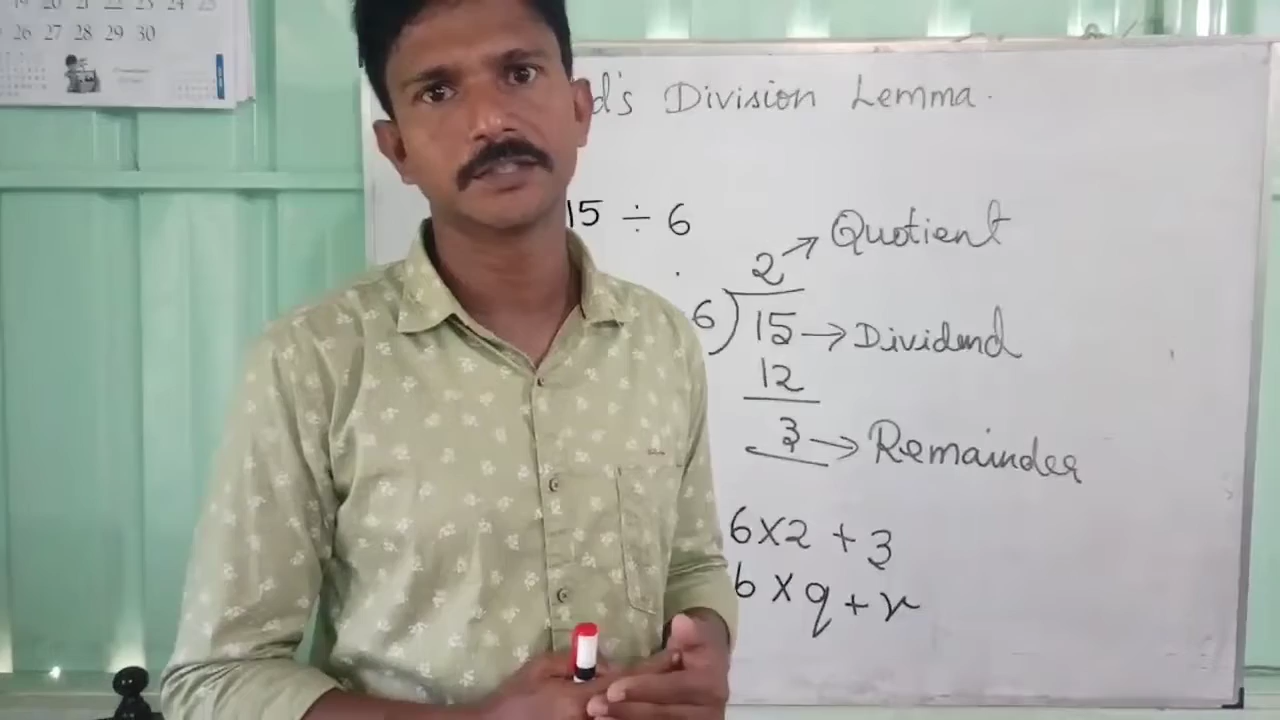 26 27 28 29 30
Division Lemma.
15 ÷ 6
2 → Quotient
6) 15 → Dividend
12
3 → Remainder
6 x 2 + 3
b x q + r